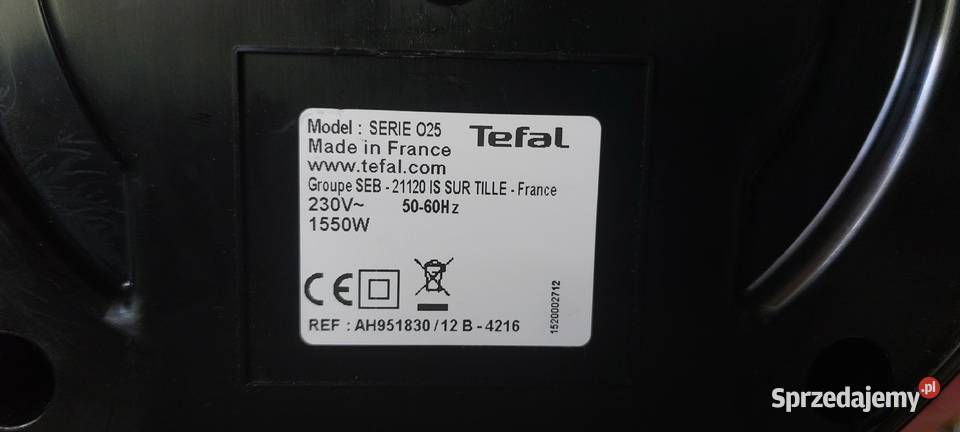 Model : SERIE O25
Tefal
Made in France
www.tefal.com
Groupe SEB - 21120 IS SUR TILLE - France
230V~ 50-60Hz
1550W
CE
REF : AH951830/12 B - 4216
1520002712
Sprzedajemy.pl